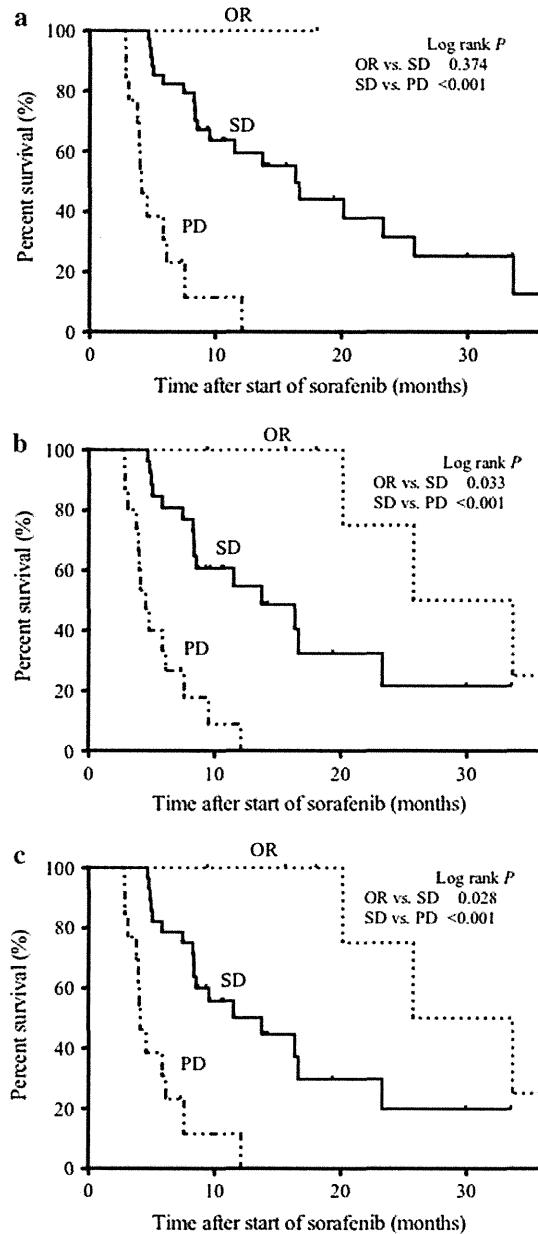 a
OR
Log rank P
OR vs. SD 0.374
SD vs. PD <0.001
SD
PD
Percent survival (%)
100
80
60
40
20
0
0 10 20 30
Time after start of sorafenib (months)
b
OR
Log rank P
OR vs. SD 0.033
SD vs. PD <0.001
SD
PD
Percent survival (%)
100
80
60
40
20
0
0 10 20 30
Time after start of sorafenib (months)
c
OR
Log rank P
OR vs. SD 0.028
SD vs. PD <0.001
SD
PD
Percent survival (%)
100
80
60
40
20
0
0 10 20 30
Time after start of sorafenib (months)